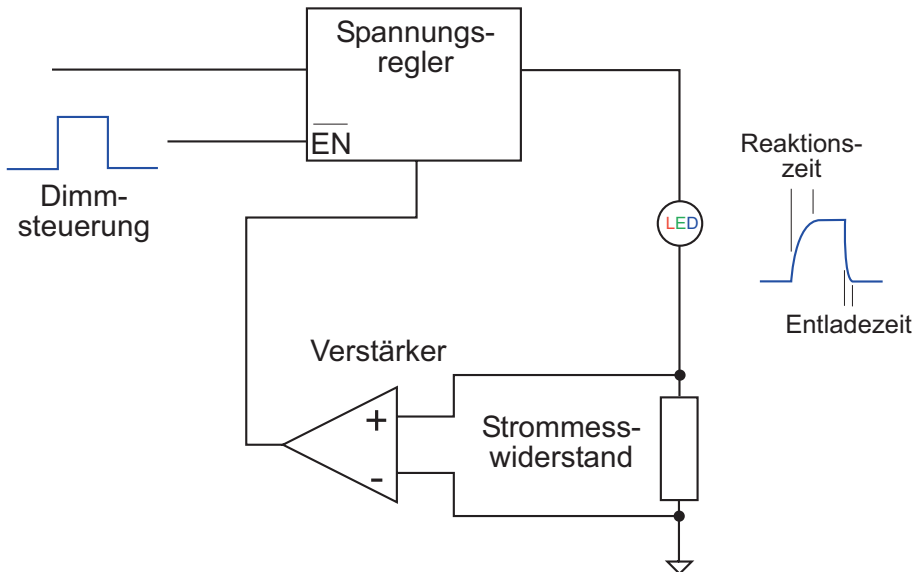 Spannungs-
regler
EN
Dimm-
steuerung
LED
Reaktions-
zeit
Entladezeit
Verstärker
+
-
Strommess-
widerstand